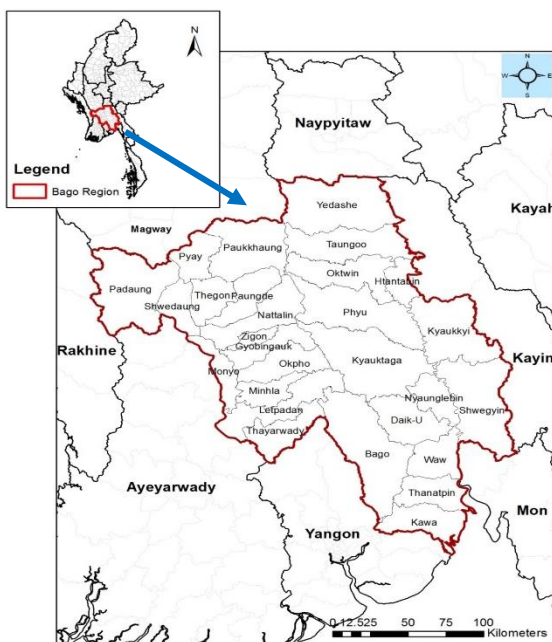 N
Legend
Bago Region
N
W
E
S
Naypyitaw
Kayah
Magway
Yedashe
Taungoo
Paukkhaung
Pyay
Oktwin
Htantabin
Padaung
Thegon
Paungde
Shwedaung
Nattalin
Phyu
Kyaukkyi
Zigon
Gyobingauk
Rakhine
Monyo
Okpho
Kyauktaga
Kayin
Minhla
Nyaunglebin
Letpadan
Shwegyin
Daik-U
Thayarwady
Bago
Waw
Ayeyarwady
Thanatpin
Mon
Kawa
Yangon
0 12.525 50 75 100
Kilometers